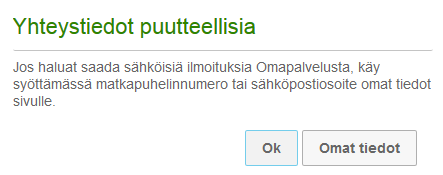 Yhteystiedot puutteellisia
Jos haluat saada sähköisiä ilmoituksia Omapalvelusta, käy
syöttämässä matkapuhelinnumero tai sähköpostiosoite omat tiedot
sivulle.
Ok
Omat tiedot